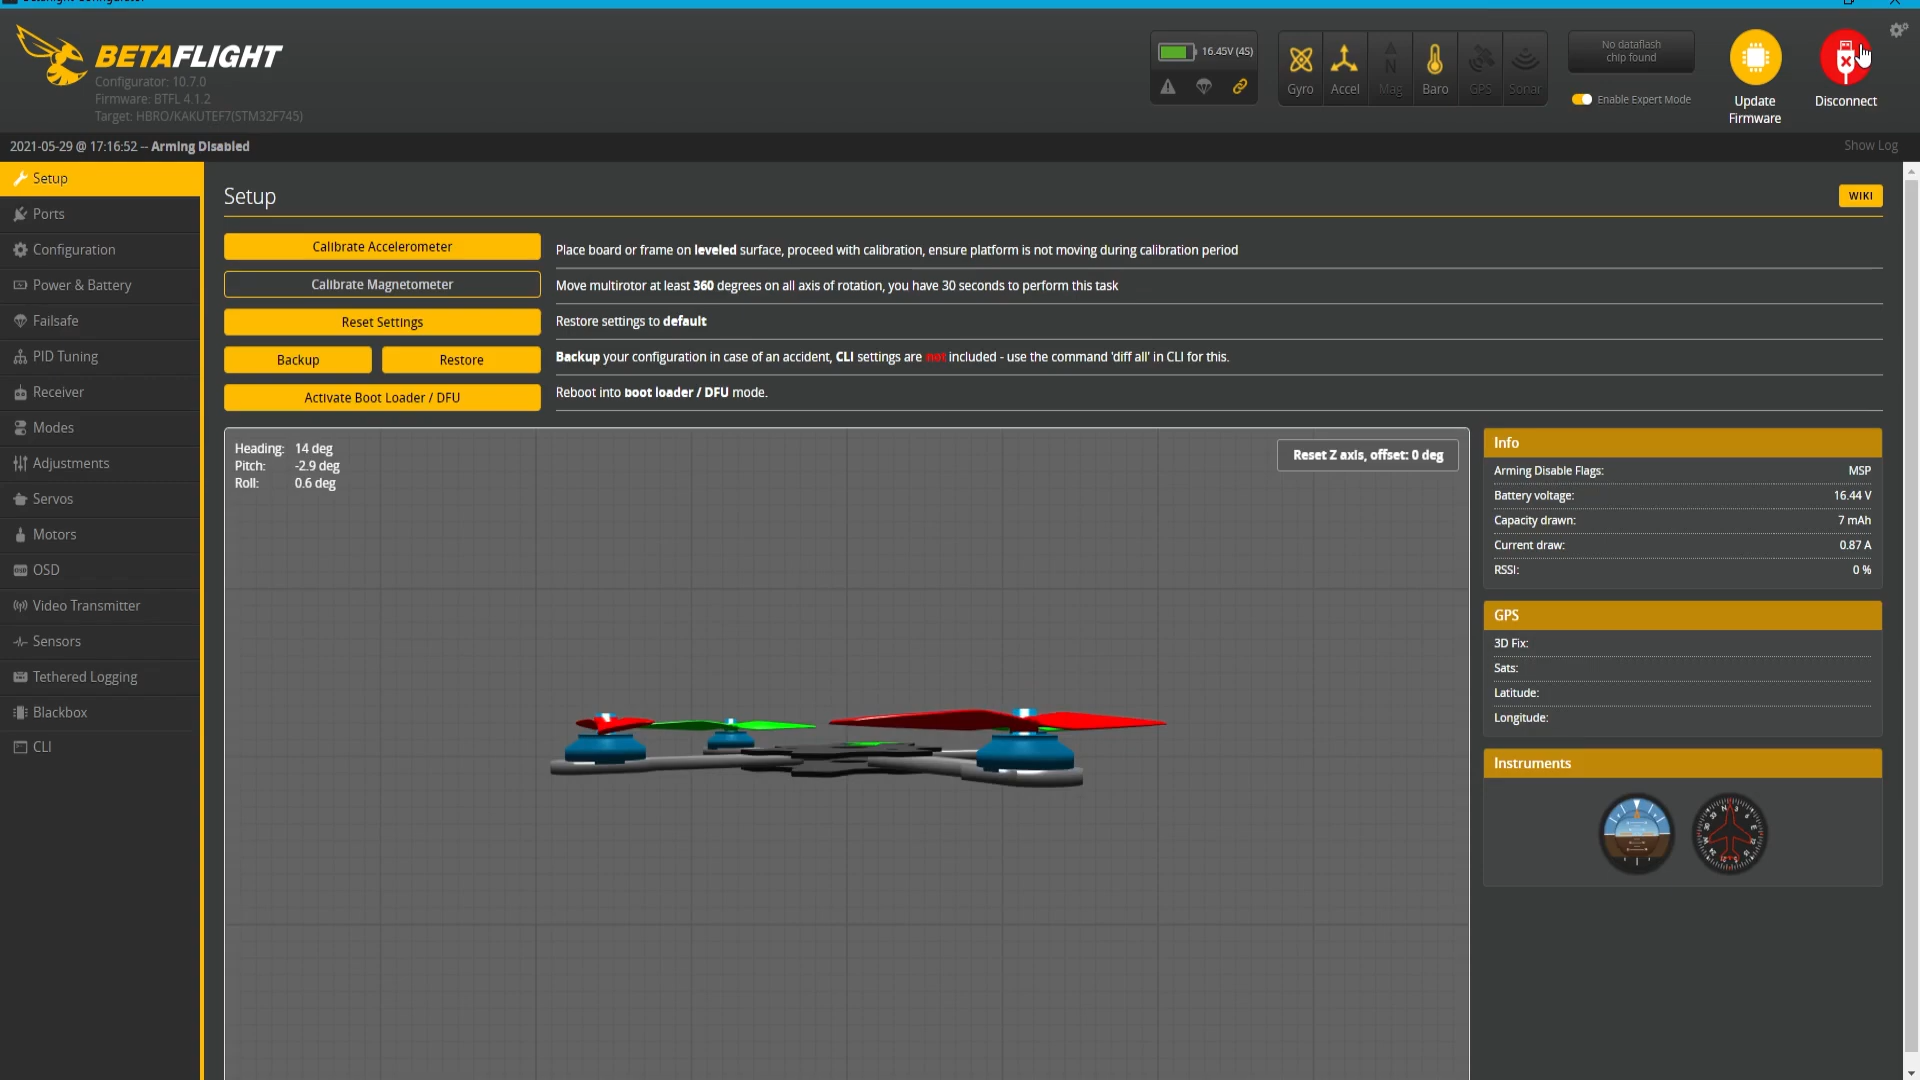 BETAFLIGHT
Configurator: 10.7.0
Firmware: BTFL 4.1.2
Target: HBRO/KAKUTEF7(STM32F745)
16.45V (4S)
Gyro
Accel
Mag
Baro
GPS
Sonar
No dataflash
chip found
Enable Expert Mode
Update
Firmware
Disconnect
2021-05-29 @ 17:16:52 -- Arming Disabled
Show Log
Setup
Ports
Configuration
Power & Battery
Failsafe
PID Tuning
Receiver
Modes
Adjustments
Servos
Motors
OSD
Video Transmitter
Sensors
Tethered Logging
Blackbox
CLI
Setup
WIKI
Calibrate Accelerometer
Place board or frame on leveled surface, proceed with calibration, ensure platform is not moving during calibration period
Calibrate Magnetometer
Move multirotor at least 360 degrees on all axis of rotation, you have 30 seconds to perform this task
Reset Settings
Restore settings to default
Backup
Restore
Backup your configuration in case of an accident, CLI settings are not included - use the command 'diff all' in CLI for this.
Activate Boot Loader / DFU
Reboot into boot loader / DFU mode.
Heading: 14 deg
Pitch: -2.9 deg
Roll: 0.6 deg
Reset Z axis, offset: 0 deg
Info
Arming Disable Flags: MSP
Battery voltage: 16.44 V
Capacity drawn: 7 mAh
Current draw: 0.87 A
RSSI: 0 %
GPS
3D Fix:
Sats:
Latitude:
Longitude:
Instruments